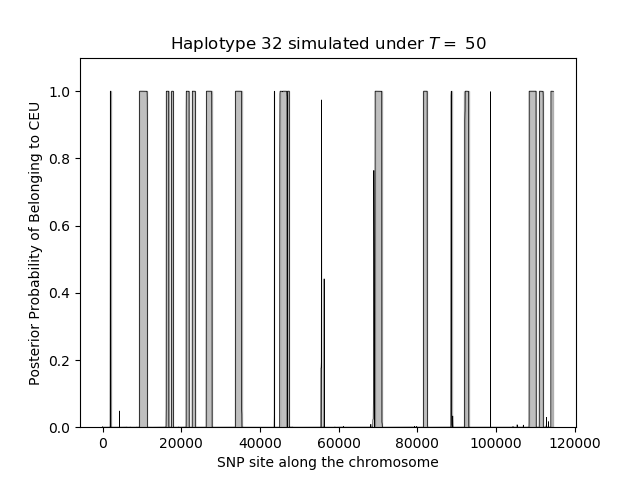 Haplotype 32 simulated under T = 50
Posterior Probability of Belonging to CEU
1.0
0.8
0.6
0.4
0.2
0.0
0 20000 40000 60000 80000 100000 120000
SNP site along the chromosome